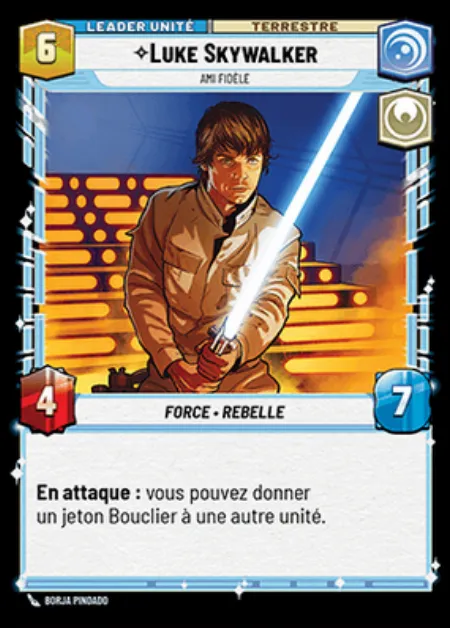 LEADER UNITÉ
TERRESTRE
6
LUKE SKYWALKER
AMI FIDÈLE
4
FORCE • REBELLE
7
En attaque : vous pouvez donner
un jeton Bouclier à une autre unité.
BORJA PINDADO